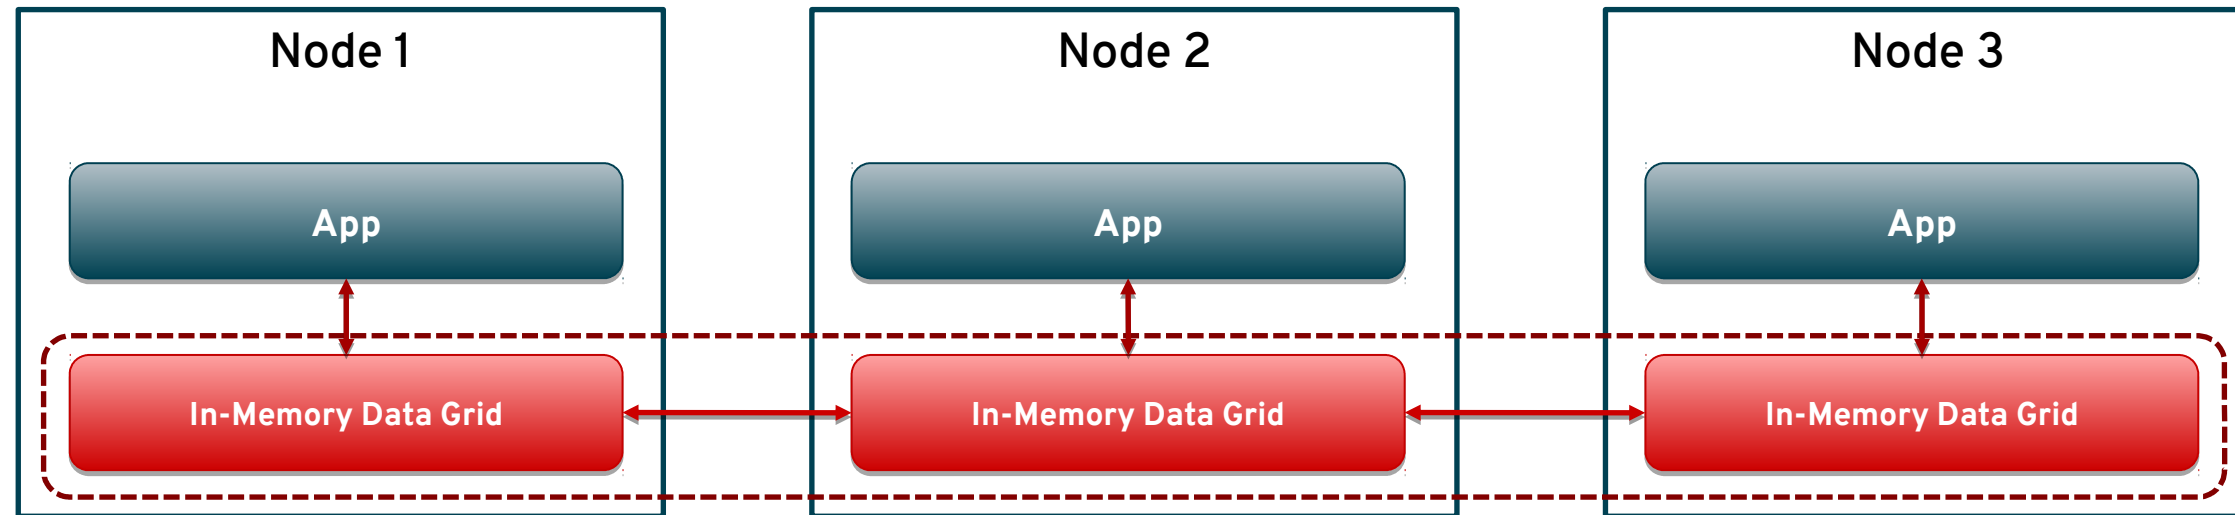 Node 1
Node 2
Node 3
App
App
App
In-Memory Data Grid
In-Memory Data Grid
In-Memory Data Grid